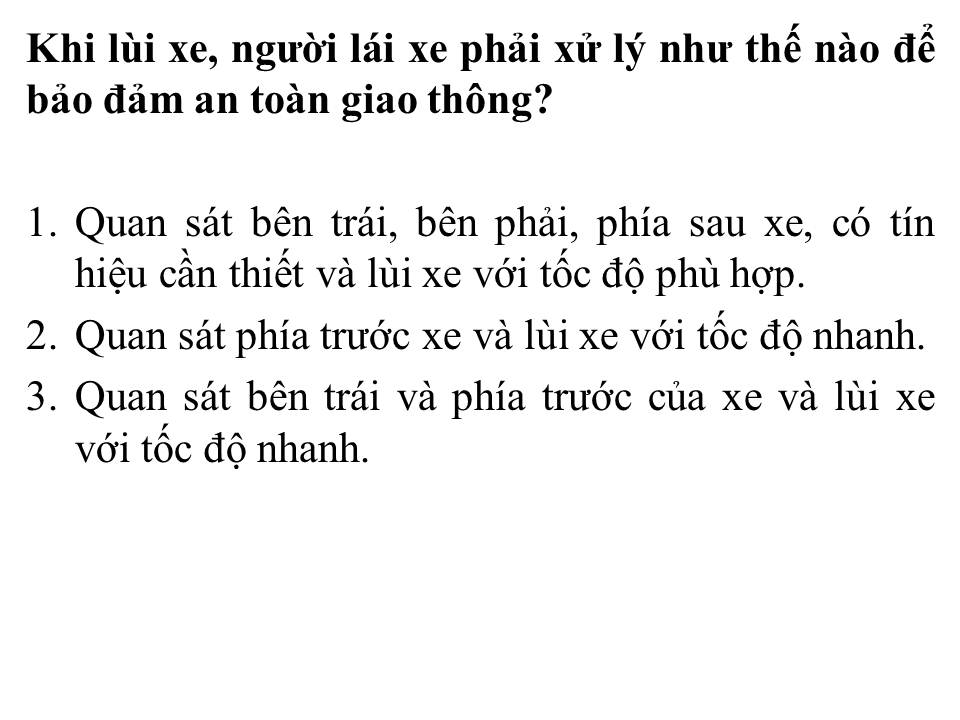 Khi lùi xe, người lái xe phải xử lý như thế nào để
bảo đảm an toàn giao thông?
1. Quan sát bên trái, bên phải, phía sau xe, có tín
hiệu cần thiết và lùi xe với tốc độ phù hợp.
2. Quan sát phía trước xe và lùi xe với tốc độ nhanh.
3. Quan sát bên trái và phía trước của xe và lùi xe
với tốc độ nhanh.